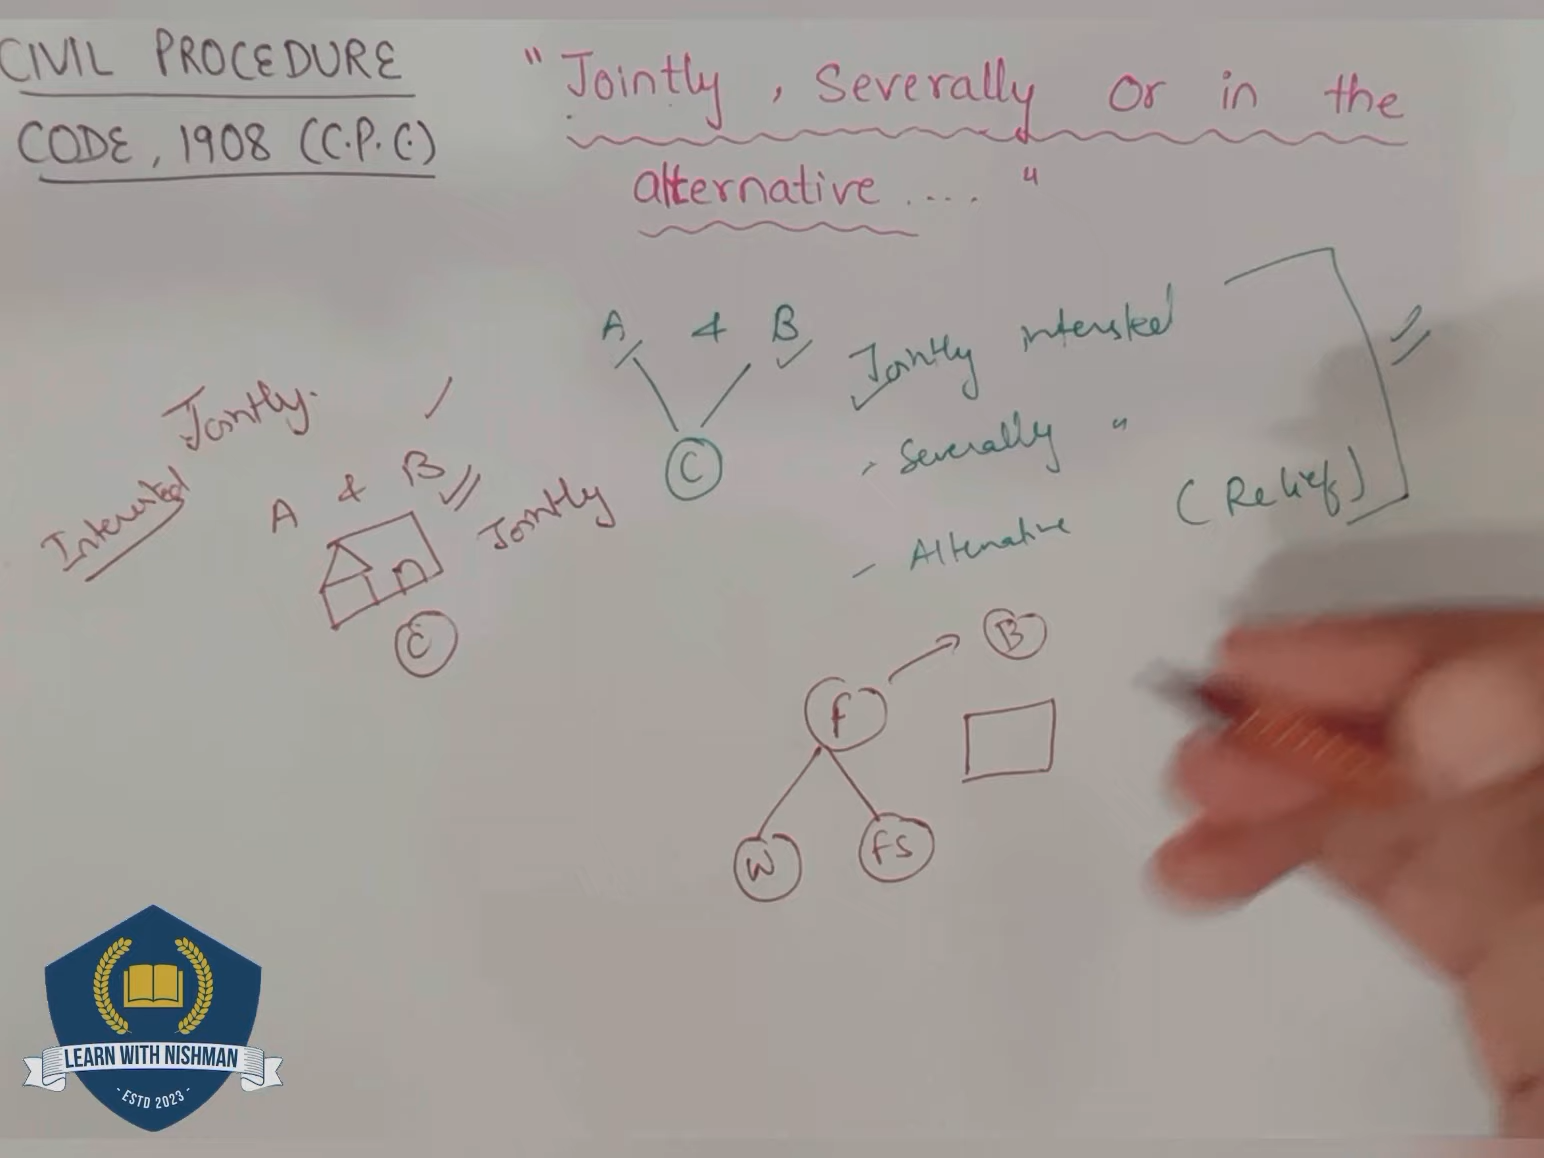 CIVIL PROCEDURE
CODE, 1908 (C.P.C)
"Jointly, Severally or in the
alternative ...."
A & B
C
Jointly intersted
- Severally "
- Alternative
(Relief)
Jointly.
Interested
A & B
Jointly
C
f
B
W
FS
LEARN WITH NISHMAN
- ESTD 2023 -